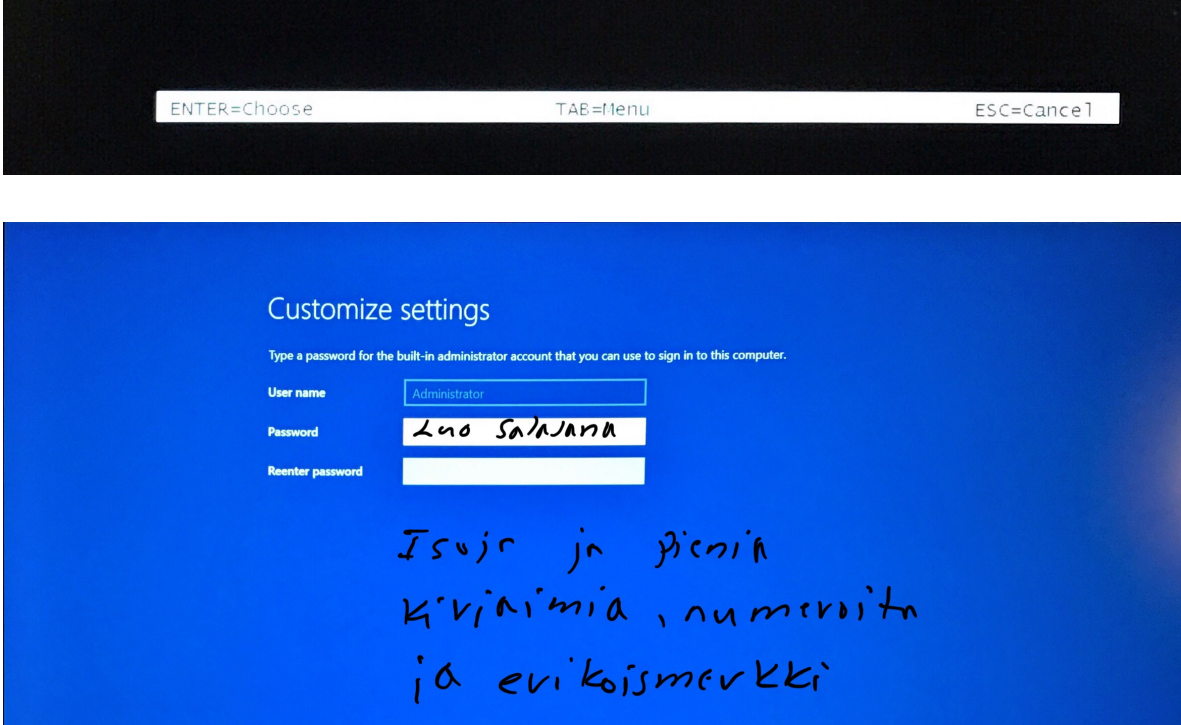 ENTER=Choose TAB=Menu ESC=Cancel
Customize settings
Type a password for the built-in administrator account that you can use to sign in to this computer.
User name Administrator
Password Luo Salasana
Reenter password
Isoja ja pieniä
kirjaimia, numeroita
ja erikoismerkki